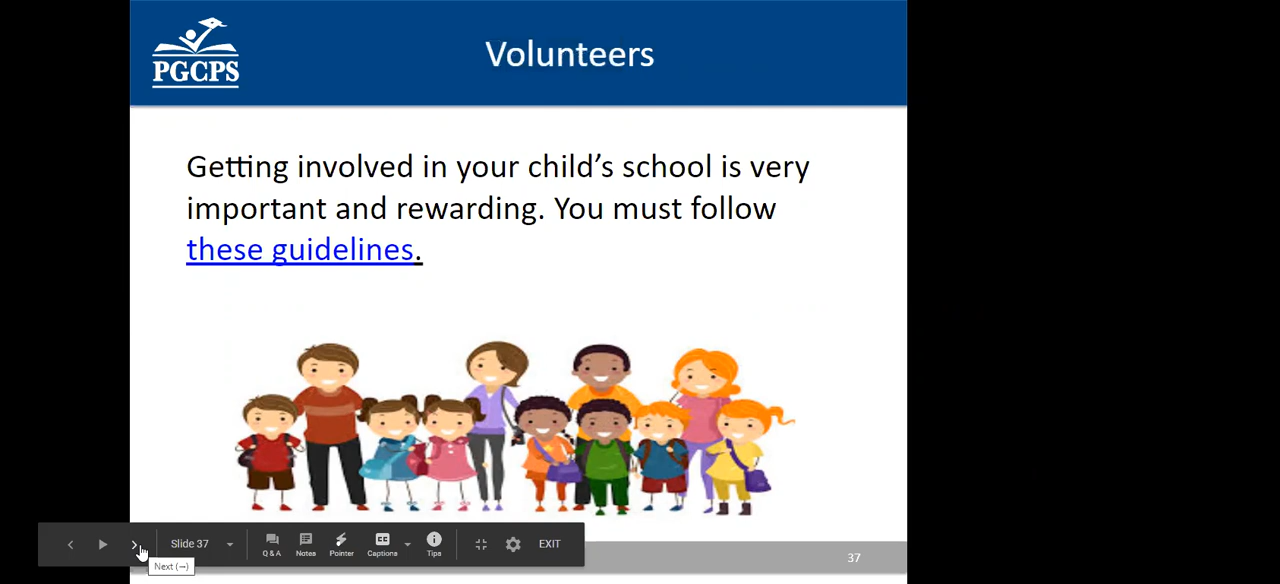 PGCPS
Volunteers
Getting involved in your child's school is very
important and rewarding. You must follow
these guidelines.
Slide 37
Q & A
Notes
Pointer
Captions
Tips
EXIT
37
Next (→)